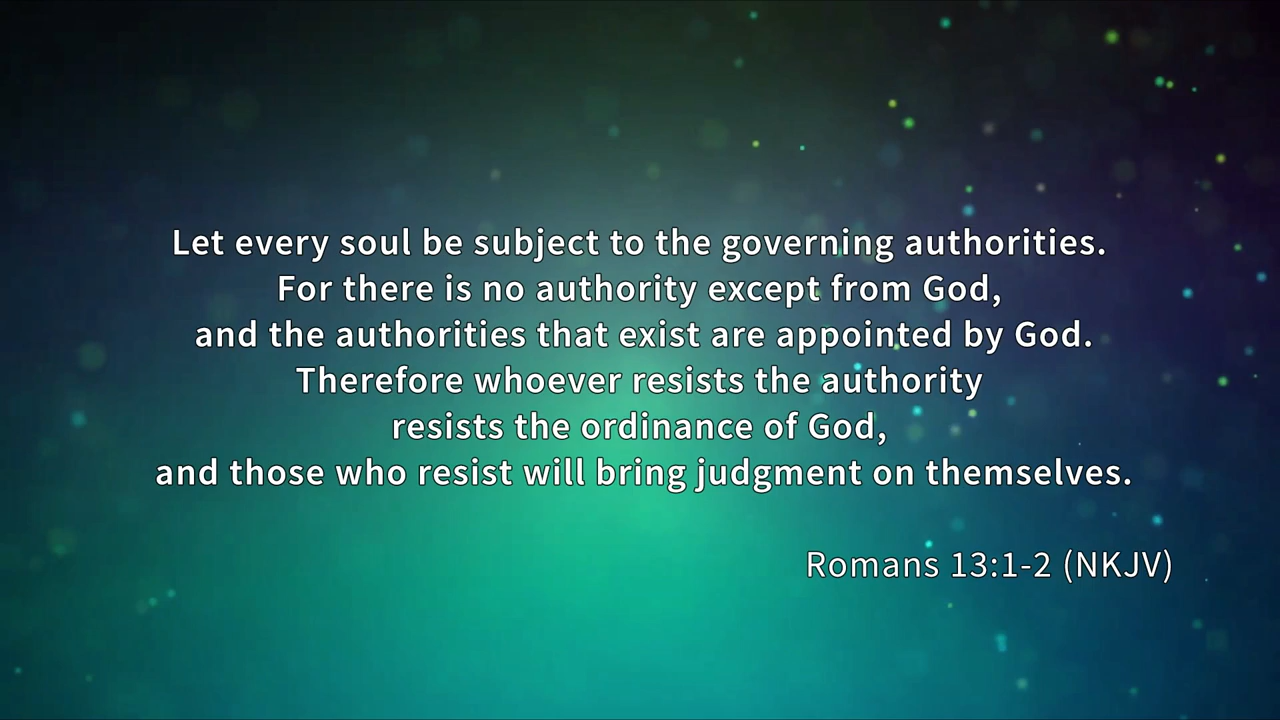 Let every soul be subject to the governing authorities.
For there is no authority except from God,
and the authorities that exist are appointed by God.
Therefore whoever resists the authority
resists the ordinance of God,
and those who resist will bring judgment on themselves.
Romans 13:1-2 (NKJV)